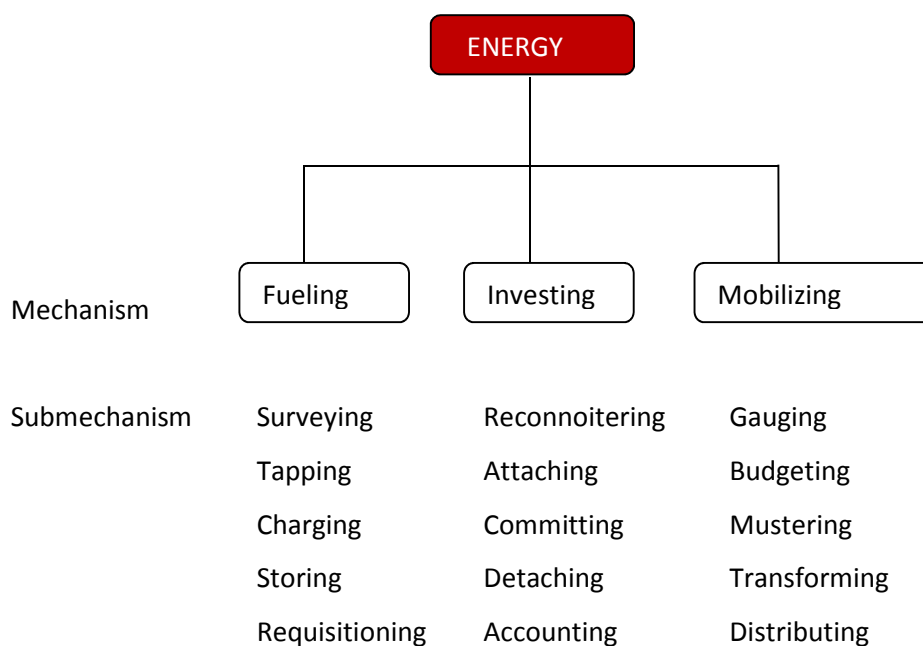 ENERGY
Mechanism Fueling Investing Mobilizing
Submechanism Surveying Reconnoitering Gauging
Tapping Attaching Budgeting
Charging Committing Mustering
Storing Detaching Transforming
Requisitioning Accounting Distributing